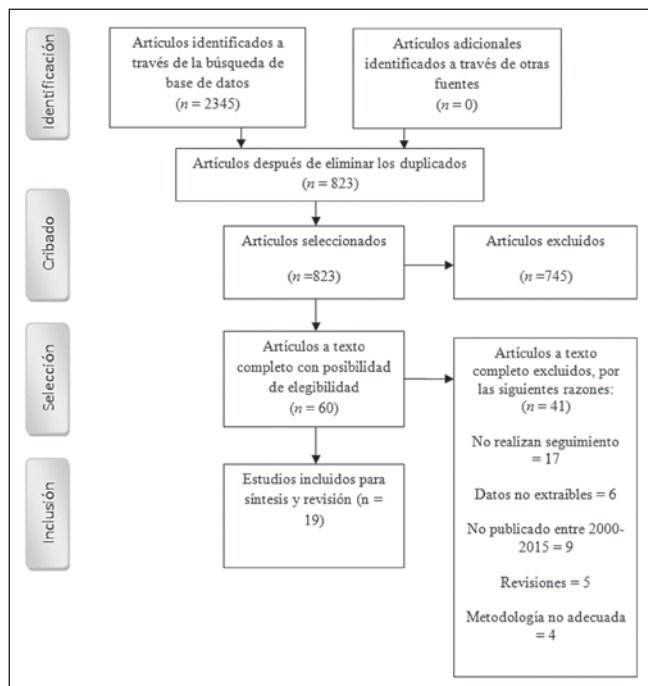 Identificación
Artículos identificados a
través de la búsqueda de
base de datos
(n = 2345)
Artículos adicionales
identificados a través de otras
fuentes
(n = 0)
Artículos después de eliminar los duplicados
(n = 823)
Cribado
Artículos seleccionados
(n =823)
Artículos excluidos
(n =745)
Selección
Artículos a texto
completo con posibilidad
de elegibilidad
(n = 60)
Artículos a texto
completo excluidos, por
las siguientes razones:
(n = 41)
No realizan seguimiento
= 17
Datos no extraíbles = 6
No publicado entre 2000-
2015 = 9
Revisiones = 5
Metodología no adecuada
= 4
Inclusión
Estudios incluidos para
síntesis y revisión (n =
19)